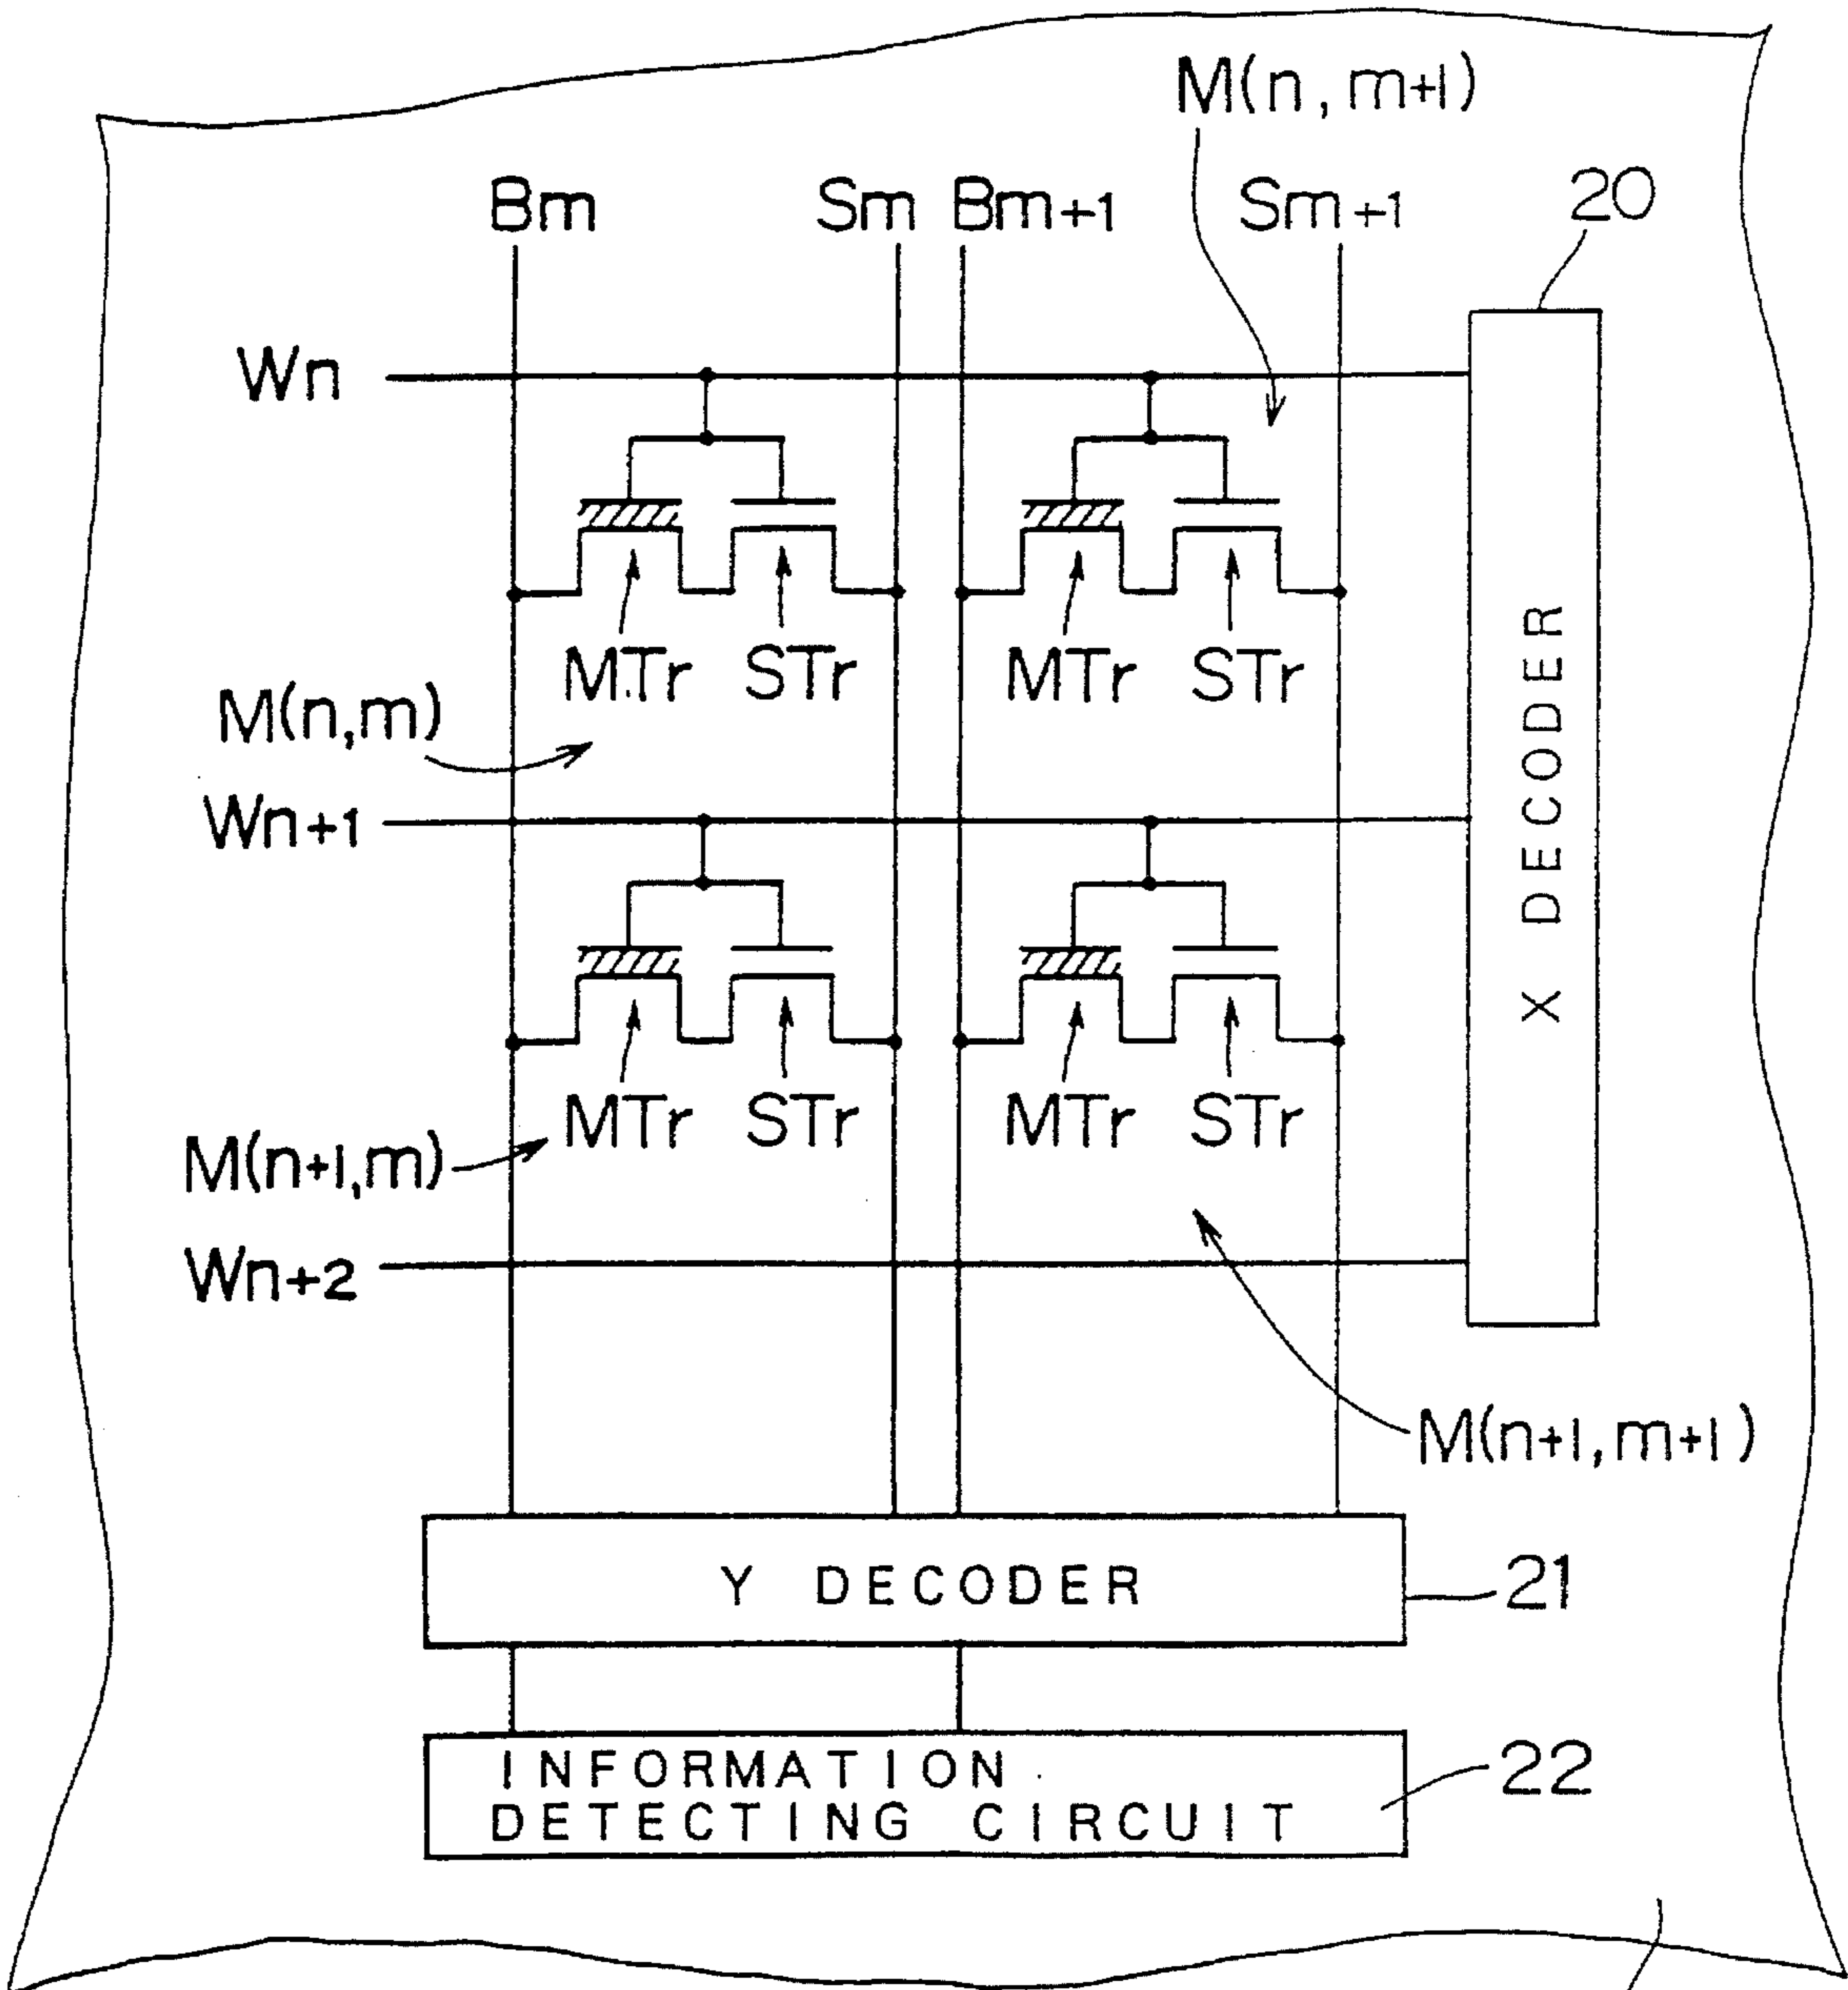 M(n, m+1)
Bm Sm Bm+1 Sm+1 20
Wn
MTr STr MTr STr
M(n,m)
Wn+1
X DECODER
MTr STr MTr STr
M(n+1,m)
Wn+2
M(n+1, m+1)
Y DECODER 21
INFORMATION
DETECTING CIRCUIT 22